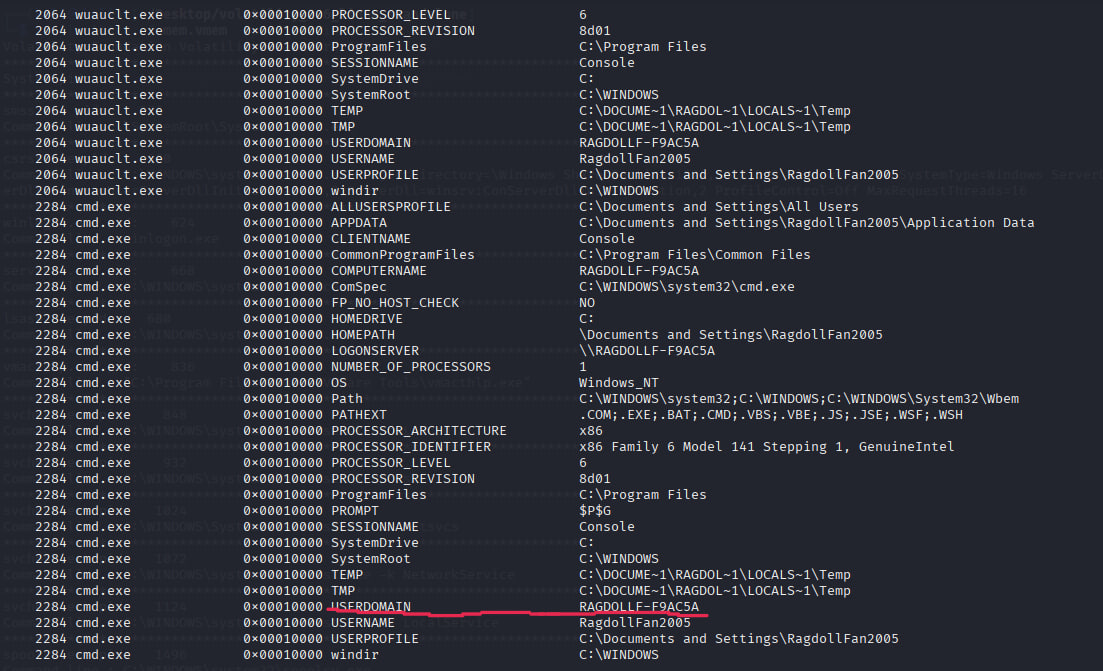 2064 wuauclt.exe 0×00010000 PROCESSOR_LEVEL 6
2064 wuauclt.exe 0×00010000 PROCESSOR_REVISION 8d01
2064 wuauclt.exe 0×00010000 ProgramFiles C:\Program Files
2064 wuauclt.exe 0×00010000 SESSIONNAME Console
2064 wuauclt.exe 0×00010000 SystemDrive C:
2064 wuauclt.exe 0×00010000 SystemRoot C:\WINDOWS
2064 wuauclt.exe 0×00010000 TEMP C:\DOCUME~1\RAGDOL~1\LOCALS~1\Temp
2064 wuauclt.exe 0×00010000 TMP C:\DOCUME~1\RAGDOL~1\LOCALS~1\Temp
2064 wuauclt.exe 0×00010000 USERDOMAIN RAGDOLLF-F9AC5A
2064 wuauclt.exe 0×00010000 USERNAME RagdollFan2005
2064 wuauclt.exe 0×00010000 USERPROFILE C:\Documents and Settings\RagdollFan2005
2064 wuauclt.exe 0×00010000 windir C:\WINDOWS
2284 cmd.exe 0×00010000 ALLUSERSPROFILE C:\Documents and Settings\All Users
2284 cmd.exe 0×00010000 APPDATA C:\Documents and Settings\RagdollFan2005\Application Data
2284 cmd.exe 0×00010000 CLIENTNAME Console
2284 cmd.exe 0×00010000 CommonProgramFiles C:\Program Files\Common Files
2284 cmd.exe 0×00010000 COMPUTERNAME RAGDOLLF-F9AC5A
2284 cmd.exe 0×00010000 ComSpec C:\WINDOWS\system32\cmd.exe
2284 cmd.exe 0×00010000 FP_NO_HOST_CHECK NO
2284 cmd.exe 0×00010000 HOMEDRIVE C:
2284 cmd.exe 0×00010000 HOMEPATH \Documents and Settings\RagdollFan2005
2284 cmd.exe 0×00010000 LOGONSERVER \\RAGDOLLF-F9AC5A
2284 cmd.exe 0×00010000 NUMBER_OF_PROCESSORS 1
2284 cmd.exe 0×00010000 OS Windows_NT
2284 cmd.exe 0×00010000 Path C:\WINDOWS\system32;C:\WINDOWS;C:\WINDOWS\System32\Wbem
2284 cmd.exe 0×00010000 PATHEXT .COM;.EXE;.BAT;.CMD;.VBS;.VBE;.JS;.JSE;.WSF;.WSH
2284 cmd.exe 0×00010000 PROCESSOR_ARCHITECTURE x86
2284 cmd.exe 0×00010000 PROCESSOR_IDENTIFIER x86 Family 6 Model 141 Stepping 1, GenuineIntel
2284 cmd.exe 0×00010000 PROCESSOR_LEVEL 6
2284 cmd.exe 0×00010000 PROCESSOR_REVISION 8d01
2284 cmd.exe 0×00010000 ProgramFiles C:\Program Files
2284 cmd.exe 0×00010000 PROMPT $P$G
2284 cmd.exe 0×00010000 SESSIONNAME Console
2284 cmd.exe 0×00010000 SystemDrive C:
2284 cmd.exe 0×00010000 SystemRoot C:\WINDOWS
2284 cmd.exe 0×00010000 TEMP C:\DOCUME~1\RAGDOL~1\LOCALS~1\Temp
2284 cmd.exe 0×00010000 TMP C:\DOCUME~1\RAGDOL~1\LOCALS~1\Temp
2284 cmd.exe 0×00010000 USERDOMAIN RAGDOLLF-F9AC5A
2284 cmd.exe 0×00010000 USERNAME RagdollFan2005
2284 cmd.exe 0×00010000 USERPROFILE C:\Documents and Settings\RagdollFan2005
2284 cmd.exe 0×00010000 windir C:\WINDOWS